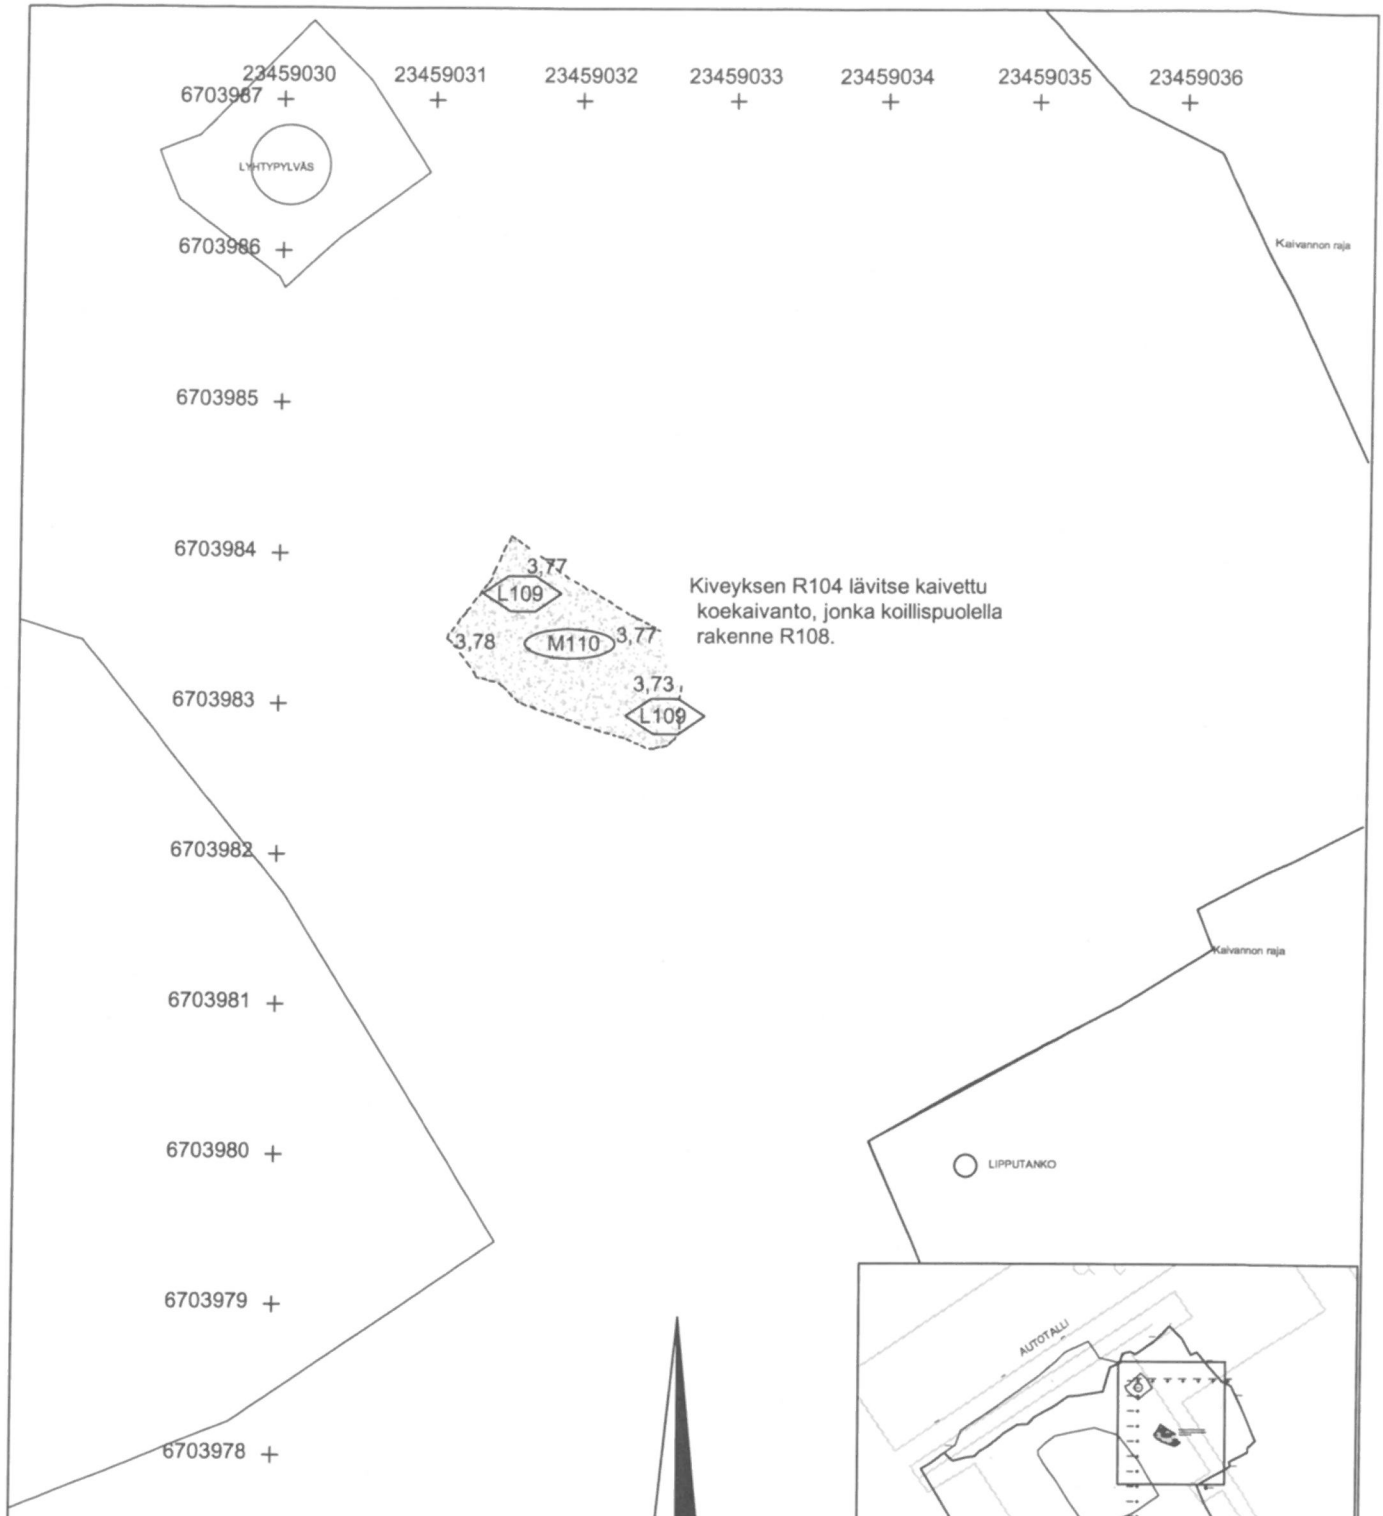 23459030 23459031 23459032 23459033 23459034 23459035 23459036
6703987
LYHTYPYLVÄS
6703986
Kaivannon raja
6703985
6703984
3,77
L109
Kiveyksen R104 lävitse kaivettu
koekaivanto, jonka koillispuolella
rakenne R108.
3,78
M110
3,77
3,73
6703983
L109
6703982
Kaivannon raja
6703981
6703980
LIPPUTANKO
6703979
AUTOTALLI
6703978